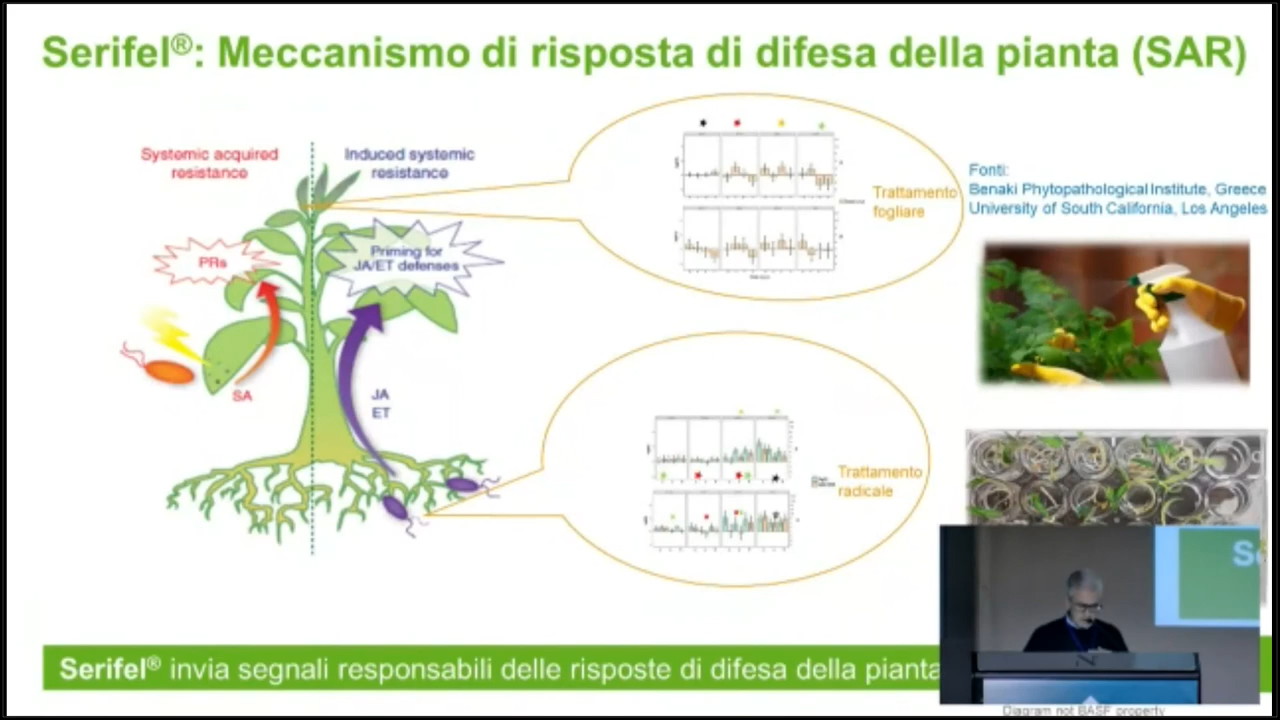 Serifel®: Meccanismo di risposta di difesa della pianta (SAR)
Systemic acquired
resistance
Induced systemic
resistance
PRs
Priming for
JA/ET defenses
SA
JA
ET
Trattamento
fogliare
Trattamento
radicale
Fonti:
Benaki Phytopathological Institute, Greece
University of South California, Los Angeles
Serifel® invia segnali responsabili delle risposte di difesa della pianta
Diagram not BASF property